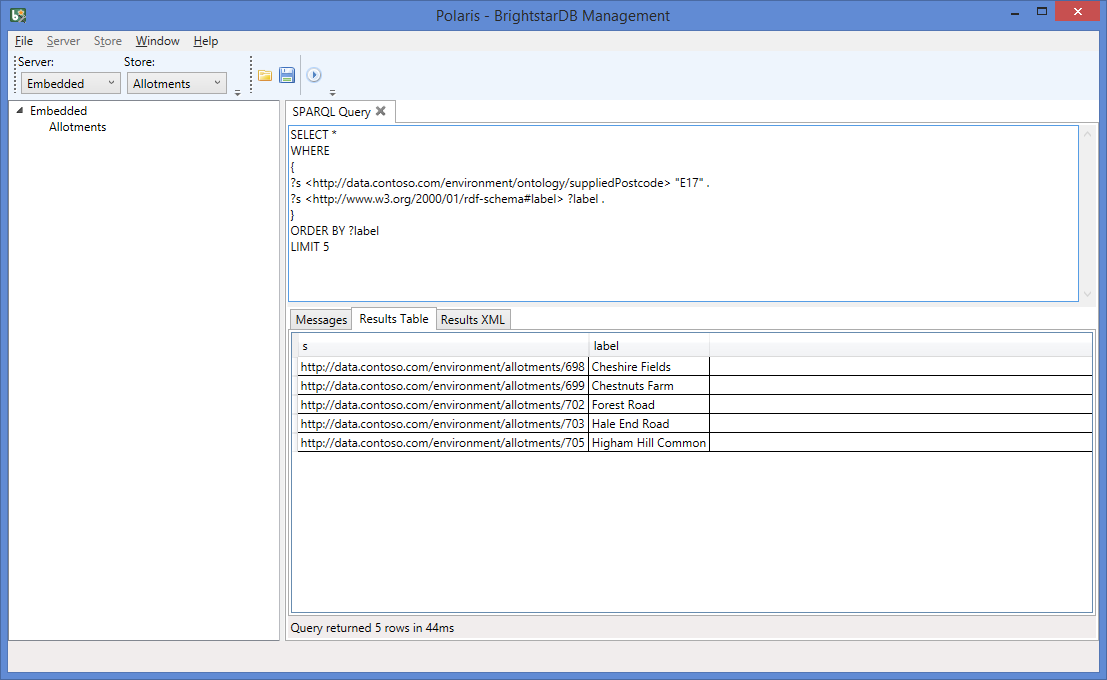 Polaris - BrightstarDB Management
File Server Store Window Help
Server: Store:
Embedded Allotments
Embedded
Allotments
SPARQL Query
SELECT *
WHERE
{
?s <http://data.contoso.com/environment/ontology/suppliedPostcode> "E17" .
?s <http://www.w3.org/2000/01/rdf-schema#label> ?label .
}
ORDER BY ?label
LIMIT 5
Messages Results Table Results XML
s label
http://data.contoso.com/environment/allotments/698 Cheshire Fields
http://data.contoso.com/environment/allotments/699 Chestnuts Farm
http://data.contoso.com/environment/allotments/702 Forest Road
http://data.contoso.com/environment/allotments/703 Hale End Road
http://data.contoso.com/environment/allotments/705 Higham Hill Common
Query returned 5 rows in 44ms